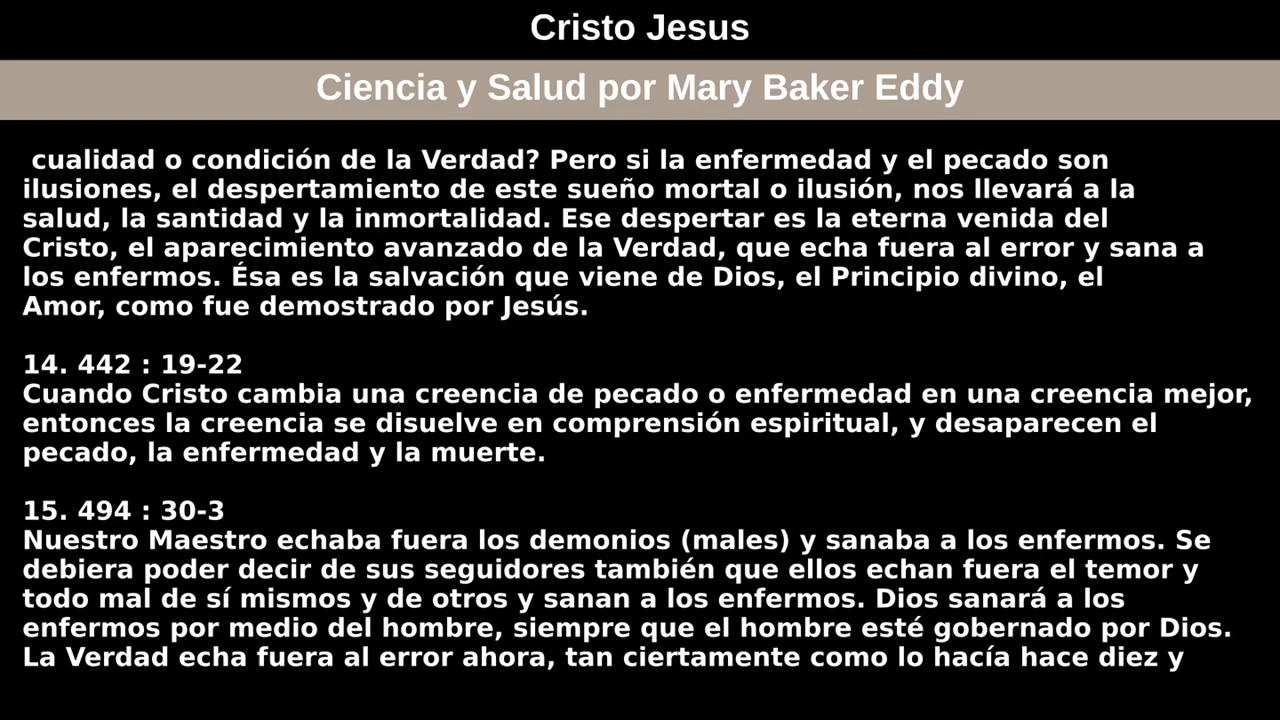 Cristo Jesus
Ciencia y Salud por Mary Baker Eddy
cualidad o condición de la Verdad? Pero si la enfermedad y el pecado son
ilusiones, el despertamiento de este sueño mortal o ilusión, nos llevará a la
salud, la santidad y la inmortalidad. Ese despertar es la eterna venida del
Cristo, el aparecimiento avanzado de la Verdad, que echa fuera al error y sana a
los enfermos. Ésa es la salvación que viene de Dios, el Principio divino, el
Amor, como fue demostrado por Jesús.
14. 442 : 19-22
Cuando Cristo cambia una creencia de pecado o enfermedad en una creencia mejor,
entonces la creencia se disuelve en comprensión espiritual, y desaparecen el
pecado, la enfermedad y la muerte.
15. 494 : 30-3
Nuestro Maestro echaba fuera los demonios (males) y sanaba a los enfermos. Se
debiera poder decir de sus seguidores también que ellos echan fuera el temor y
todo mal de sí mismos y de otros y sanan a los enfermos. Dios sanará a los
enfermos por medio del hombre, siempre que el hombre esté gobernado por Dios.
La Verdad echa fuera al error ahora, tan ciertamente como lo hacía hace diez y